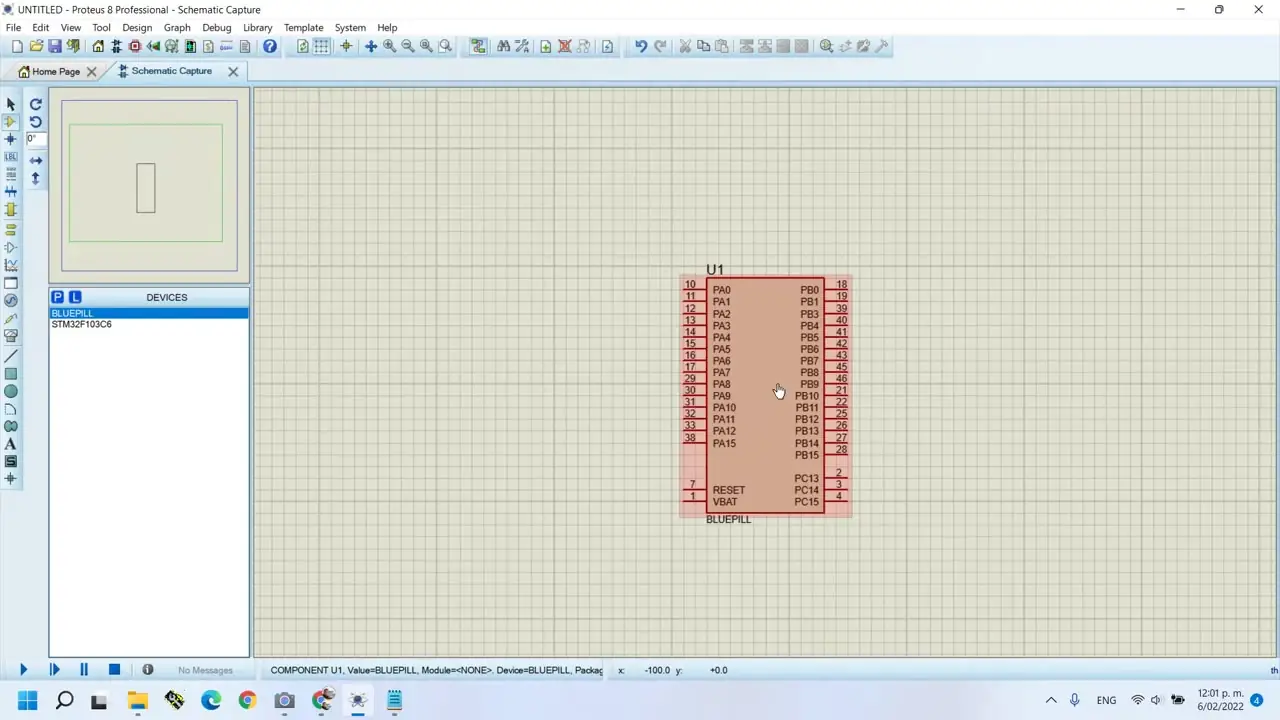 UNTITLED - Proteus 8 Professional - Schematic Capture
File Edit View Tool Design Graph Debug Library Template System Help
Home Page Schematic Capture
0°
LBL
P L DEVICES
BLUEPILL
STM32F103C6
A
U1
10 PA0 PB0 18
11 PA1 PB1 19
12 PA2 PB3 39
13 PA3 PB4 40
14 PA4 PB5 41
15 PA5 PB6 42
16 PA6 PB7 43
17 PA7 PB8 45
29 PA8 PB9 46
30 PA9 PB10 21
31 PA10 PB11 22
32 PA11 PB12 25
33 PA12 PB13 26
38 PA15 PB14 27
PB15 28
PC13 2
7 RESET PC14 3
1 VBAT PC15 4
BLUEPILL
No Messages COMPONENT U1, Value=BLUEPILL, Module=<NONE>. Device=BLUEPILL, Packag x: -100.0 y: +0.0 th
ENG 12:01 p. m.
6/02/2022 4